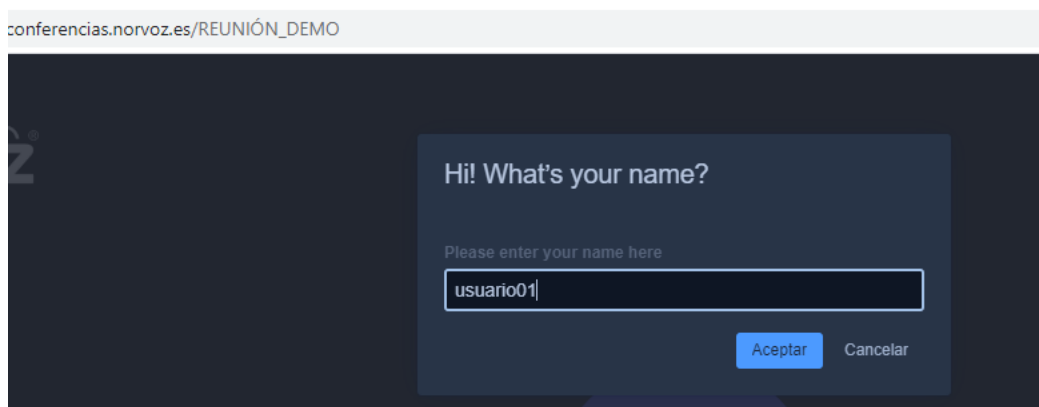 conferencias.norvoz.es/REUNIÓN_DEMO
z®
Hi! What's your name?
Please enter your name here
usuario01
Aceptar Cancelar